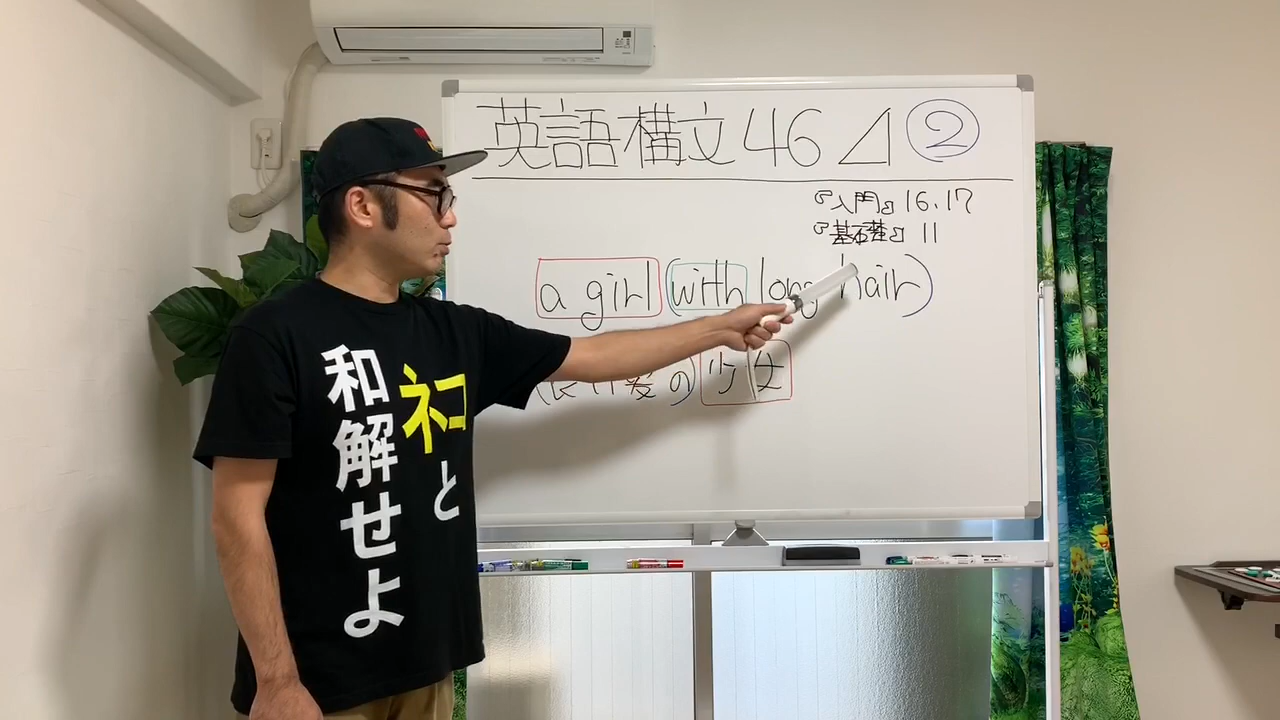 英語構文46⊿②
『入門』16、17
『基礎』11
a girl (with long hair)
(長い髪の)少女
ネコと
和解せよ